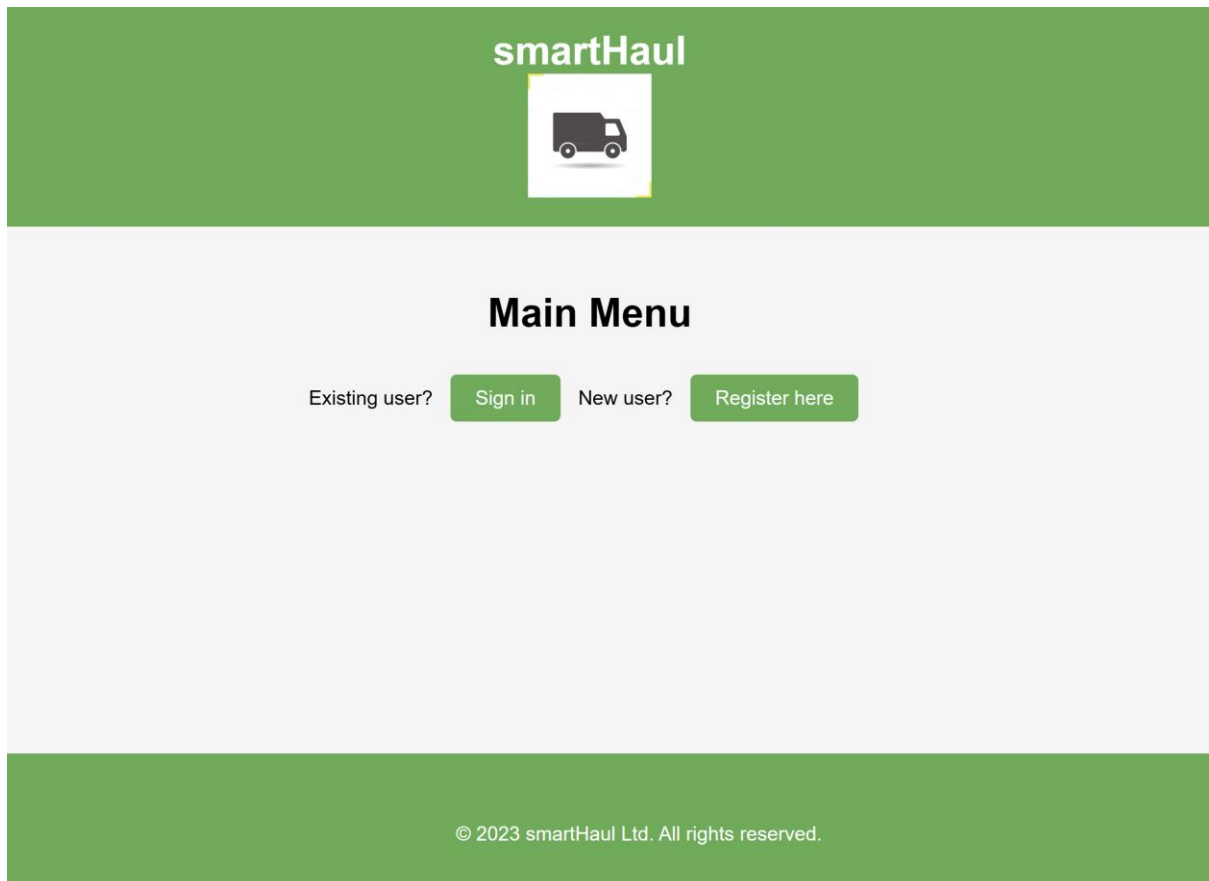 smartHaul
Main Menu
Existing user? Sign in New user? Register here
© 2023 smartHaul Ltd. All rights reserved.